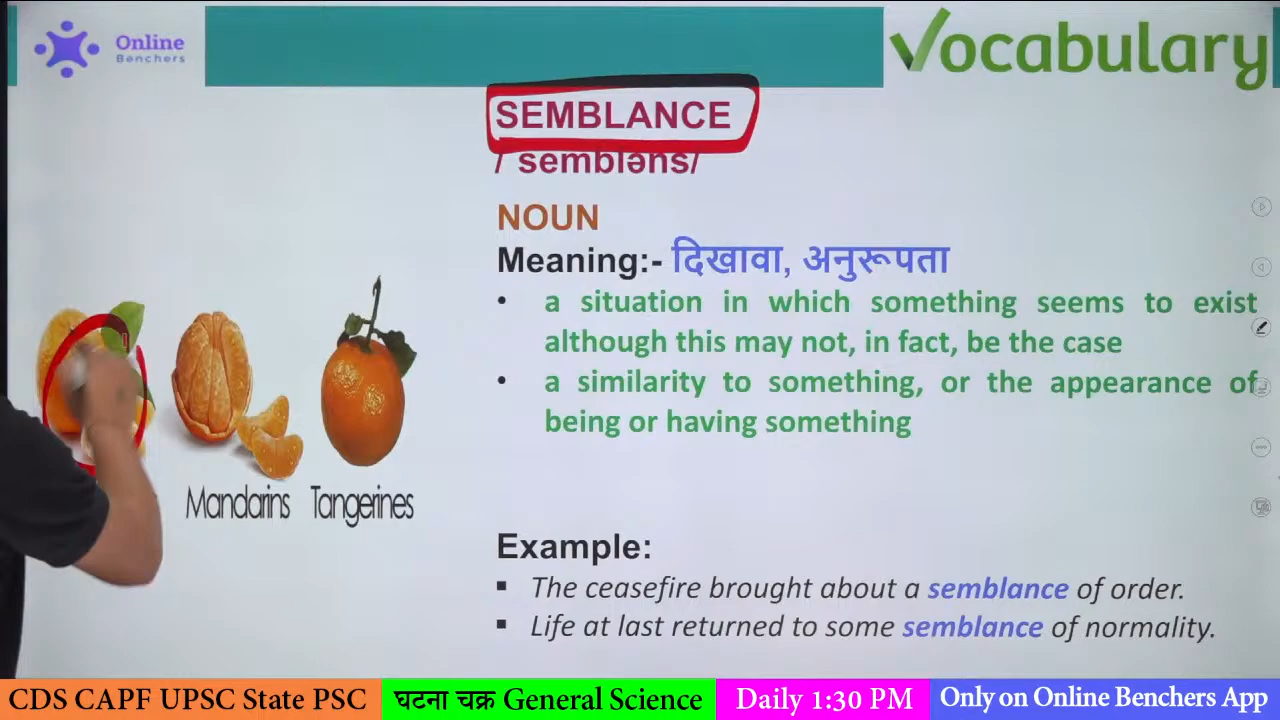 Online
Benchers
Vocabulary
SEMBLANCE
/ˈsembləns/
NOUN
Meaning:- दिखावा, अनुरूपता
• a situation in which something seems to exist
although this may not, in fact, be the case
• a similarity to something, or the appearance of
being or having something
Mandarins Tangerines
Example:
▪ The ceasefire brought about a semblance of order.
▪ Life at last returned to some semblance of normality.
CDS CAPF UPSC State PSC घटना चक्र General Science Daily 1:30 PM Only on Online Benchers App